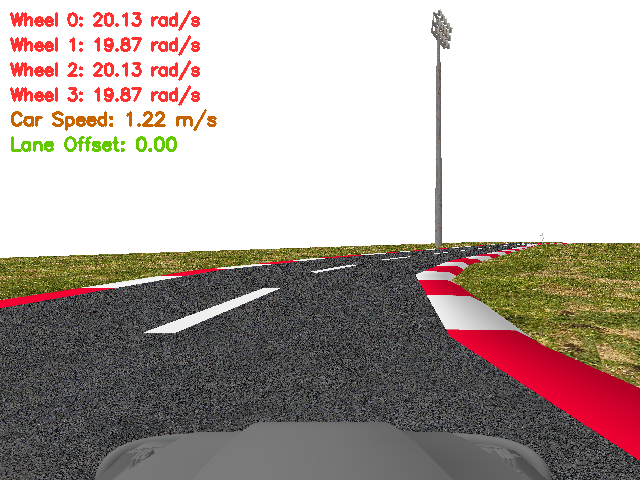 Wheel 0: 20.13 rad/s
Wheel 1: 19.87 rad/s
Wheel 2: 20.13 rad/s
Wheel 3: 19.87 rad/s
Car Speed: 1.22 m/s
Lane Offset: 0.00